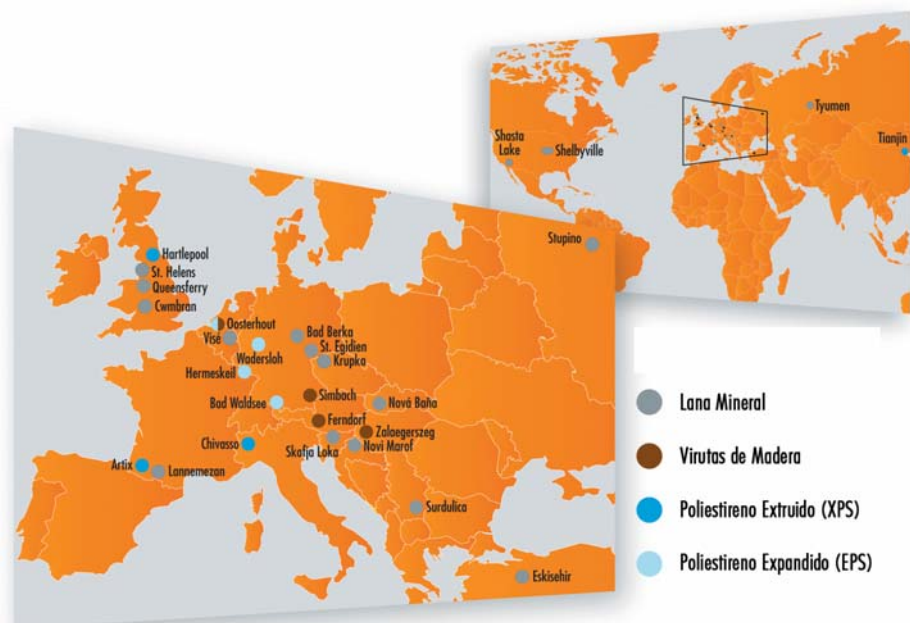 Shasta
Lake
Shelbyville
Tyumen
Tianjin
Stupino
Hartlepool
St. Helens
Queensferry
Cwmbran
Oosterhout
Visé
Wadersloh
Hermeskeil
Bad Berka
St. Egidien
Krupka
Bad Waldsee
Simbach
Nová Baňa
Ferndorf
Zalaegerszeg
Chivasso
Skofja Loka
Novi Marof
Artix
Lannemezan
Surdulica
Eskisehir
Lana Mineral
Virutas de Madera
Poliestireno Extruido (XPS)
Poliestireno Expandido (EPS)